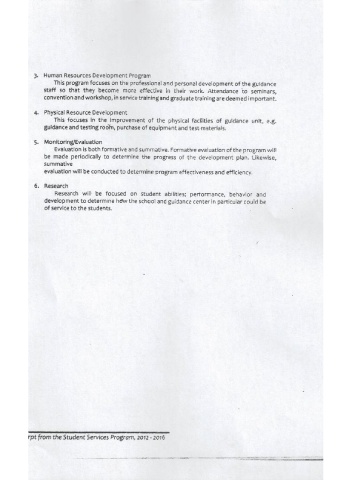 3. Human Resources Development Program
This program focuses on the professional and personal development of the guidance
staff so that they become more effective in their work. Attendance to seminars,
convention and workshop, in service training and graduate training are deemed important.
4. Physical Resource Development
This focuses in the improvement of the physical facilities of guidance unit, e.g.
guidance and testing room, purchase of equipment and test materials.
5. Monitoring/Evaluation
Evaluation is both formative and summative. Formative evaluation of the program will
be made periodically to determine the progress of the development plan. Likewise,
summative
evaluation will be conducted to determine program effectiveness and efficiency.
6. Research
Research will be focused on student abilities; performance, behavior and
development to determine how the school and guidance center in particular could be
of service to the students.
rpt from the Student Services Program, 2012 - 2016